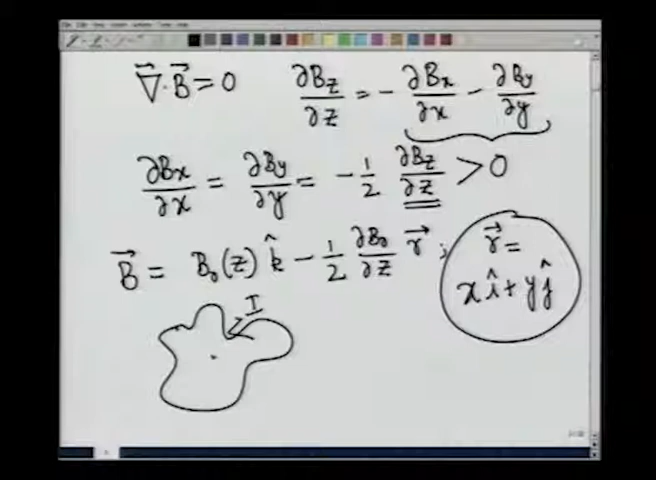 ∇⃗·B⃗ = 0   ∂Bz/∂z = -∂Bx/∂x - ∂By/∂y
∂Bx/∂x = ∂By/∂y = -1/2 ∂Bz/∂z > 0
B⃗ = B₀(z) k̂ - 1/2 ∂B₀/∂z r⃗ ; r⃗ =
x î + y ĵ
I